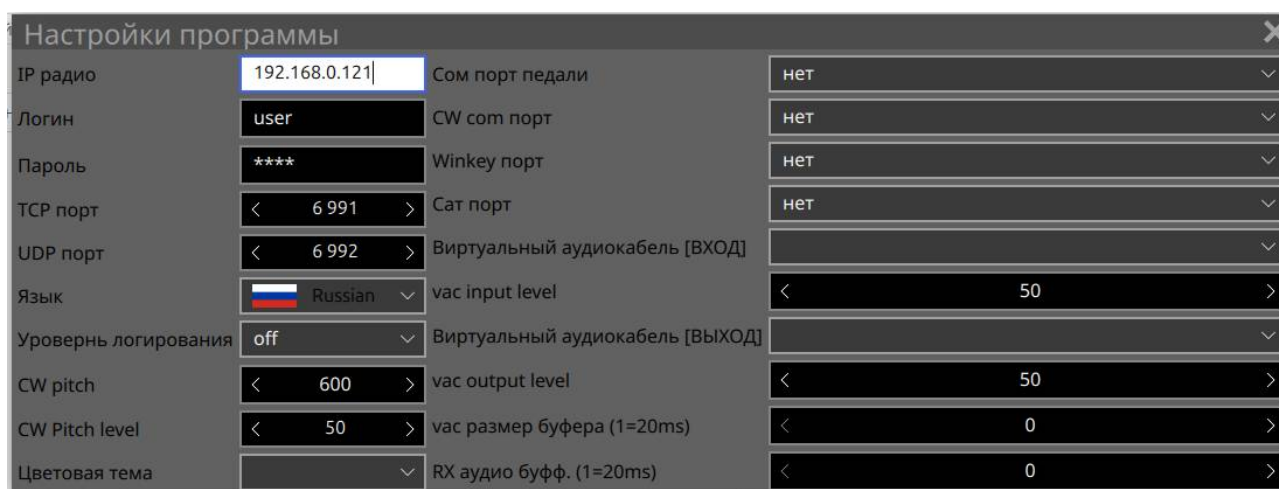 Настройки программы
IP радио 192.168.0.121 Сом порт педали нет
Логин user CW com порт нет
Пароль **** Winkey порт нет
TCP порт 6 991 Сат порт нет
UDP порт 6 992 Виртуальный аудиокабель [ВХОД]
Язык Russian vac input level 50
Уровернь логирования off Виртуальный аудиокабель [ВЫХОД]
CW pitch 600 vac output level 50
CW Pitch level 50 vac размер буфера (1=20ms) 0
Цветовая тема RX аудио буфф. (1=20ms) 0